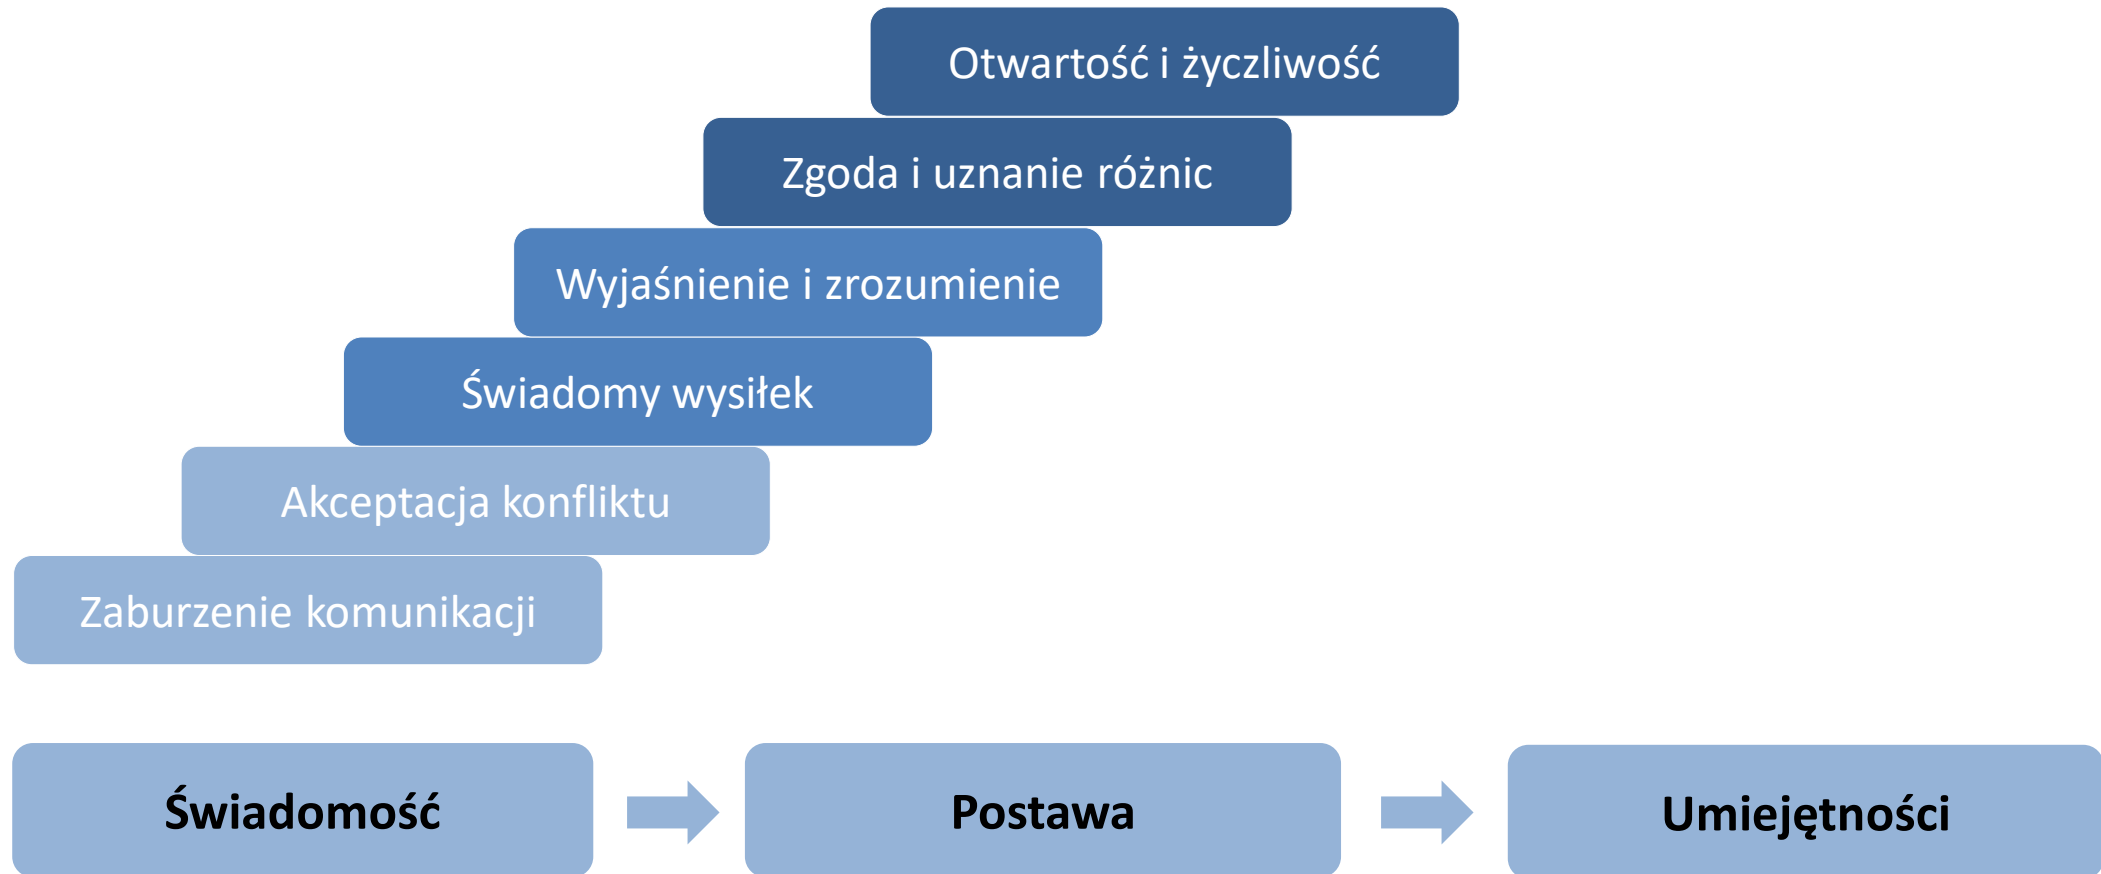 Otwartość i życzliwość
Zgoda i uznanie różnic
Wyjaśnienie i zrozumienie
Świadomy wysiłek
Akceptacja konfliktu
Zaburzenie komunikacji
Świadomość
Postawa
Umiejętności